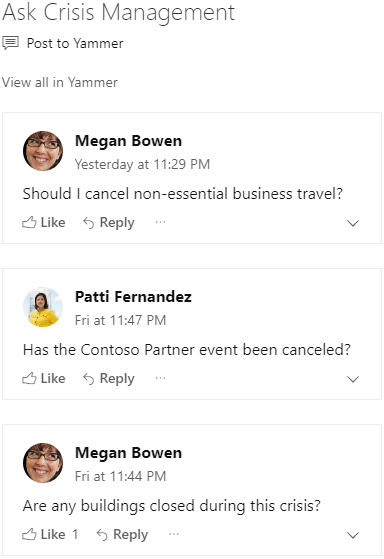 Ask Crisis Management
Post to Yammer
View all in Yammer
Megan Bowen
Yesterday at 11:29 PM
Should I cancel non-essential business travel?
Like Reply ...
Patti Fernandez
Fri at 11:47 PM
Has the Contoso Partner event been canceled?
Like Reply ...
Megan Bowen
Fri at 11:44 PM
Are any buildings closed during this crisis?
Like 1 Reply ...